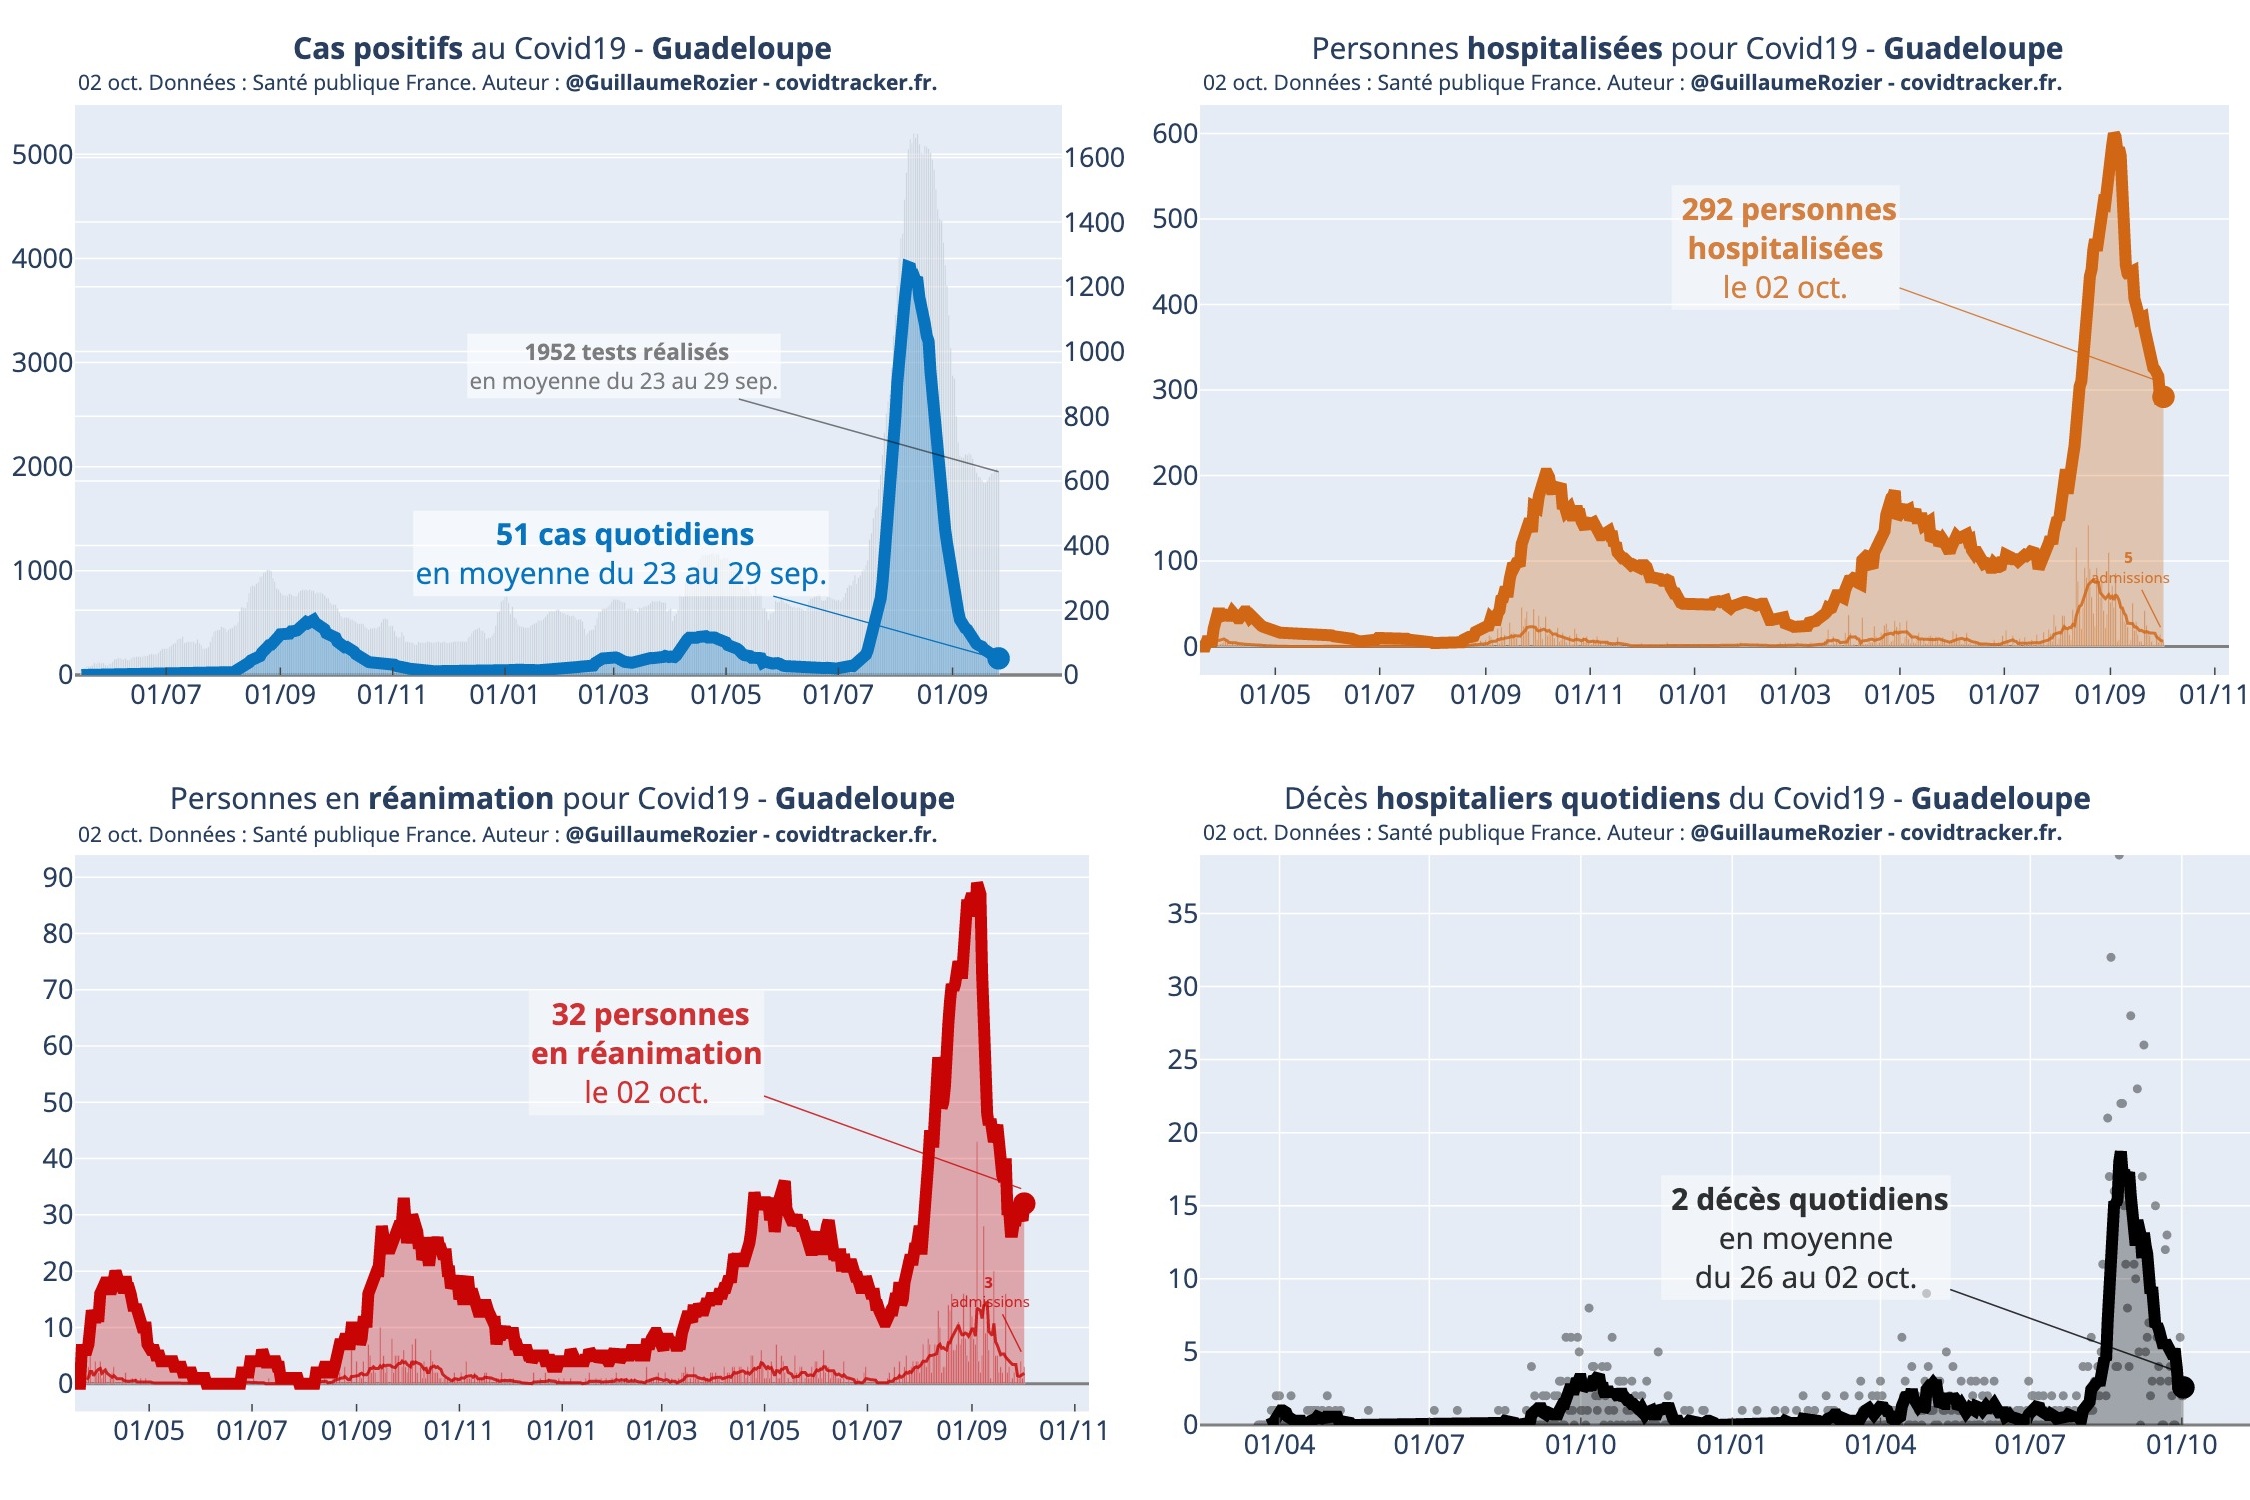 Cas positifs au Covid19 - Guadeloupe
02 oct. Données : Santé publique France. Auteur : @GuillaumeRozier - covidtracker.fr.
5000
4000
3000
2000
1000
0
1600
1400
1200
1000
800
600
400
200
0
1952 tests réalisés
en moyenne du 23 au 29 sep.
51 cas quotidiens
en moyenne du 23 au 29 sep.
01/07 01/09 01/11 01/01 01/03 01/05 01/07 01/09
Personnes hospitalisées pour Covid19 - Guadeloupe
02 oct. Données : Santé publique France. Auteur : @GuillaumeRozier - covidtracker.fr.
600
500
400
300
200
100
0
292 personnes
hospitalisées
le 02 oct.
5
admissions
01/05 01/07 01/09 01/11 01/01 01/03 01/05 01/07 01/09 01/11
Personnes en réanimation pour Covid19 - Guadeloupe
02 oct. Données : Santé publique France. Auteur : @GuillaumeRozier - covidtracker.fr.
90
80
70
60
50
40
30
20
10
0
32 personnes
en réanimation
le 02 oct.
3
admissions
01/05 01/07 01/09 01/11 01/01 01/03 01/05 01/07 01/09 01/11
Décès hospitaliers quotidiens du Covid19 - Guadeloupe
02 oct. Données : Santé publique France. Auteur : @GuillaumeRozier - covidtracker.fr.
35
30
25
20
15
10
5
0
2 décès quotidiens
en moyenne
du 26 au 02 oct.
01/04 01/07 01/10 01/01 01/04 01/07 01/10